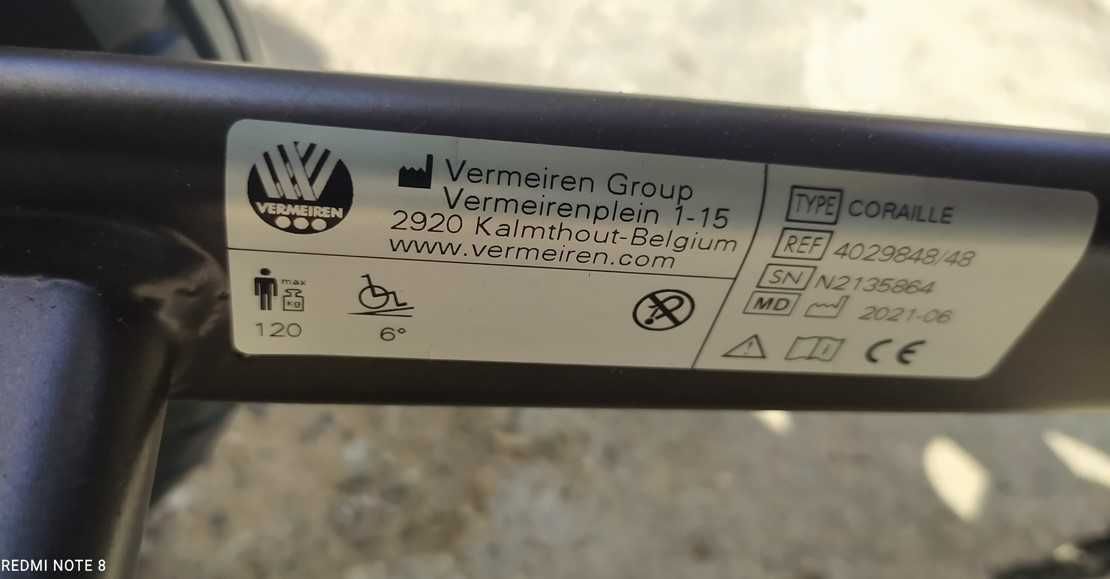 VERMEIREN
Vermeiren Group
Vermeirenplein 1-15
2920 Kalmthout-Belgium
www.vermeiren.com
max
kg
120
6°
TYPE CORAILLE
REF 4029848/48
SN N2135864
MD 2021-06
CE
REDMI NOTE 8